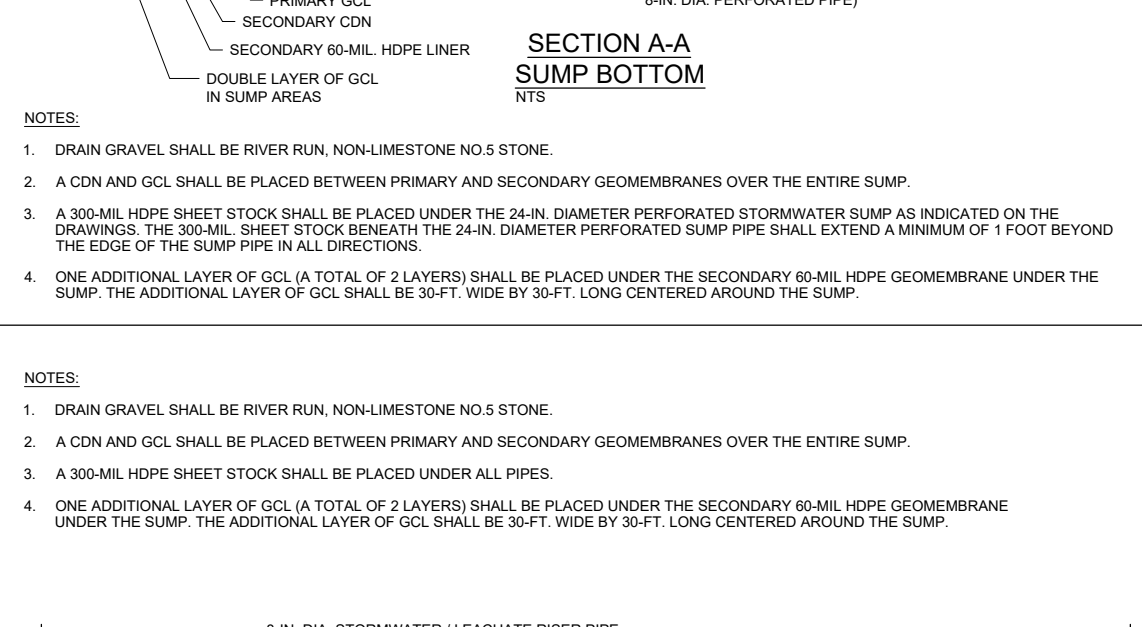 PRIMARY GCL
8-IN. DIA. PERFORATED PIPE)
SECONDARY CDN
SECONDARY 60-MIL. HDPE LINER
DOUBLE LAYER OF GCL
IN SUMP AREAS
SECTION A-A
SUMP BOTTOM
NTS
NOTES:
1. DRAIN GRAVEL SHALL BE RIVER RUN, NON-LIMESTONE NO.5 STONE.
2. A CDN AND GCL SHALL BE PLACED BETWEEN PRIMARY AND SECONDARY GEOMEMBRANES OVER THE ENTIRE SUMP.
3. A 300-MIL HDPE SHEET STOCK SHALL BE PLACED UNDER THE 24-IN. DIAMETER PERFORATED STORMWATER SUMP AS INDICATED ON THE
DRAWINGS. THE 300-MIL. SHEET STOCK BENEATH THE 24-IN. DIAMETER PERFORATED SUMP PIPE SHALL EXTEND A MINIMUM OF 1 FOOT BEYOND
THE EDGE OF THE SUMP PIPE IN ALL DIRECTIONS.
4. ONE ADDITIONAL LAYER OF GCL (A TOTAL OF 2 LAYERS) SHALL BE PLACED UNDER THE SECONDARY 60-MIL HDPE GEOMEMBRANE UNDER THE
SUMP. THE ADDITIONAL LAYER OF GCL SHALL BE 30-FT. WIDE BY 30-FT. LONG CENTERED AROUND THE SUMP.
NOTES:
1. DRAIN GRAVEL SHALL BE RIVER RUN, NON-LIMESTONE NO.5 STONE.
2. A CDN AND GCL SHALL BE PLACED BETWEEN PRIMARY AND SECONDARY GEOMEMBRANES OVER THE ENTIRE SUMP.
3. A 300-MIL HDPE SHEET STOCK SHALL BE PLACED UNDER ALL PIPES.
4. ONE ADDITIONAL LAYER OF GCL (A TOTAL OF 2 LAYERS) SHALL BE PLACED UNDER THE SECONDARY 60-MIL HDPE GEOMEMBRANE
UNDER THE SUMP. THE ADDITIONAL LAYER OF GCL SHALL BE 30-FT. WIDE BY 30-FT. LONG CENTERED AROUND THE SUMP.
DIA. STORMWATER / LEACHATE RISER PIPE